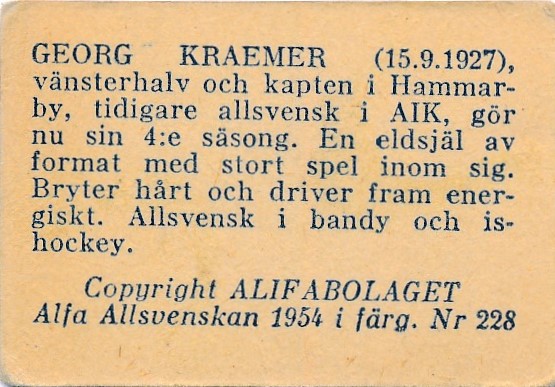 GEORG KRAEMER (15.9.1927),
vänsterhalv och kapten i Hammar-
by, tidigare allsvensk i AIK, gör
nu sin 4:e säsong. En eldsjäl av
format med stort spel inom sig.
Bryter hårt och driver fram ener-
giskt. Allsvensk i bandy och is-
hockey.
Copyright ALIFABOLAGET
Alfa Allsvenskan 1954 i färg. Nr 228